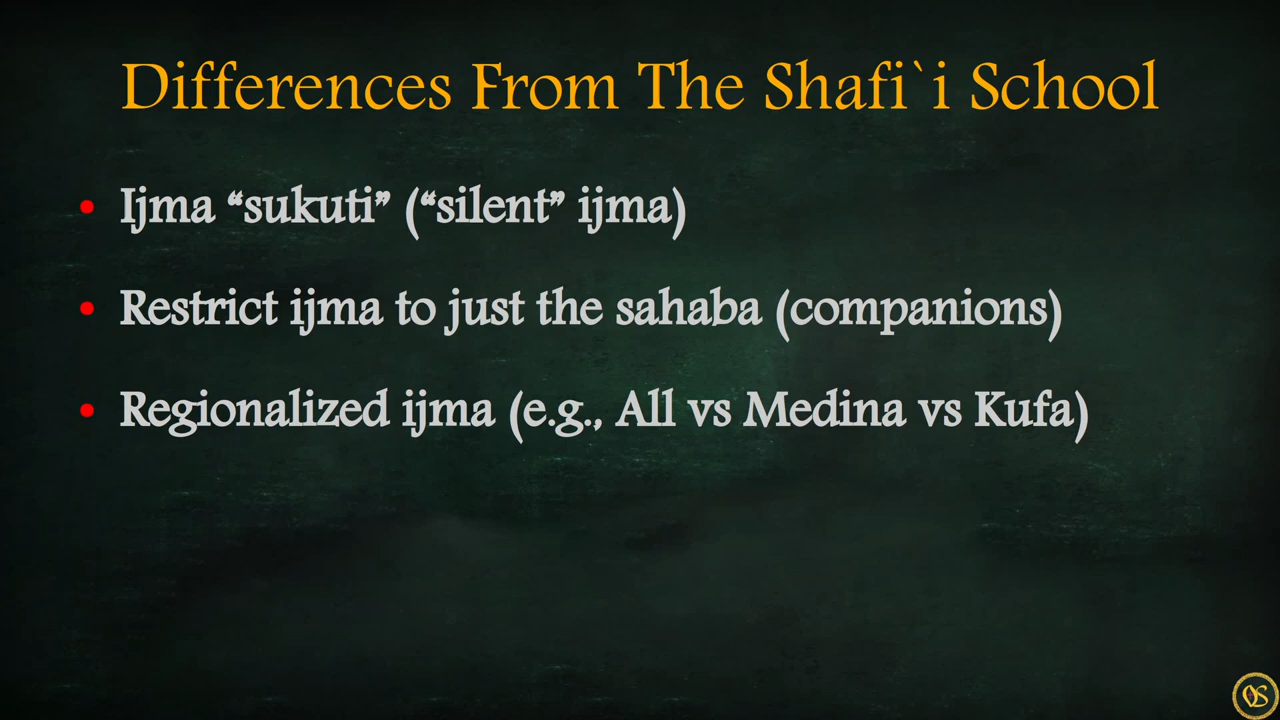 Differences From The Shafi`i School
• Ijma “sukuti” (“silent” ijma)
• Restrict ijma to just the sahaba (companions)
• Regionalized ijma (e.g., All vs Medina vs Kufa)